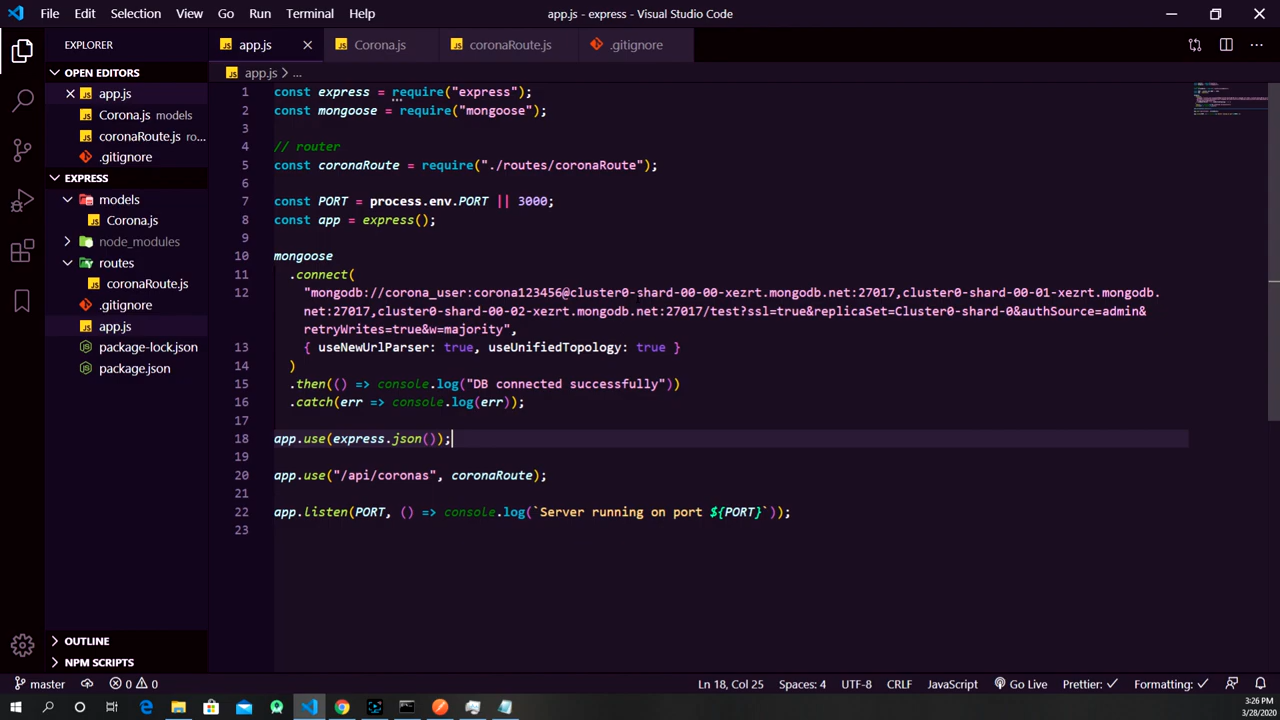 File Edit Selection View Go Run Terminal Help
app.js - express - Visual Studio Code
EXPLORER
OPEN EDITORS
app.js
Corona.js models
coronaRoute.js ro...
.gitignore
EXPRESS
models
Corona.js
node_modules
routes
coronaRoute.js
.gitignore
app.js
package-lock.json
package.json
OUTLINE
NPM SCRIPTS
app.js Corona.js coronaRoute.js .gitignore
app.js > ...
1 const express = require("express");
2 const mongoose = require("mongoose");
3
4 // router
5 const coronaRoute = require("./routes/coronaRoute");
6
7 const PORT = process.env.PORT || 3000;
8 const app = express();
9
10 mongoose
11 .connect(
12 "mongodb://corona_user:corona123456@cluster0-shard-00-00-xezrt.mongodb.net:27017,cluster0-shard-00-01-xezrt.mongodb.
net:27017,cluster0-shard-00-02-xezrt.mongodb.net:27017/test?ssl=true&replicaSet=Cluster0-shard-0&authSource=admin&
retryWrites=true&w=majority",
13 { useNewUrlParser: true, useUnifiedTopology: true }
14 )
15 .then(() => console.log("DB connected successfully"))
16 .catch(err => console.log(err));
17
18 app.use(express.json());
19
20 app.use("/api/coronas", coronaRoute);
21
22 app.listen(PORT, () => console.log(`Server running on port ${PORT}`));
23
master 0 0 Ln 18, Col 25 Spaces: 4 UTF-8 CRLF JavaScript Go Live Prettier: ✓ Formatting: ✓
3:26 PM
3/28/2020